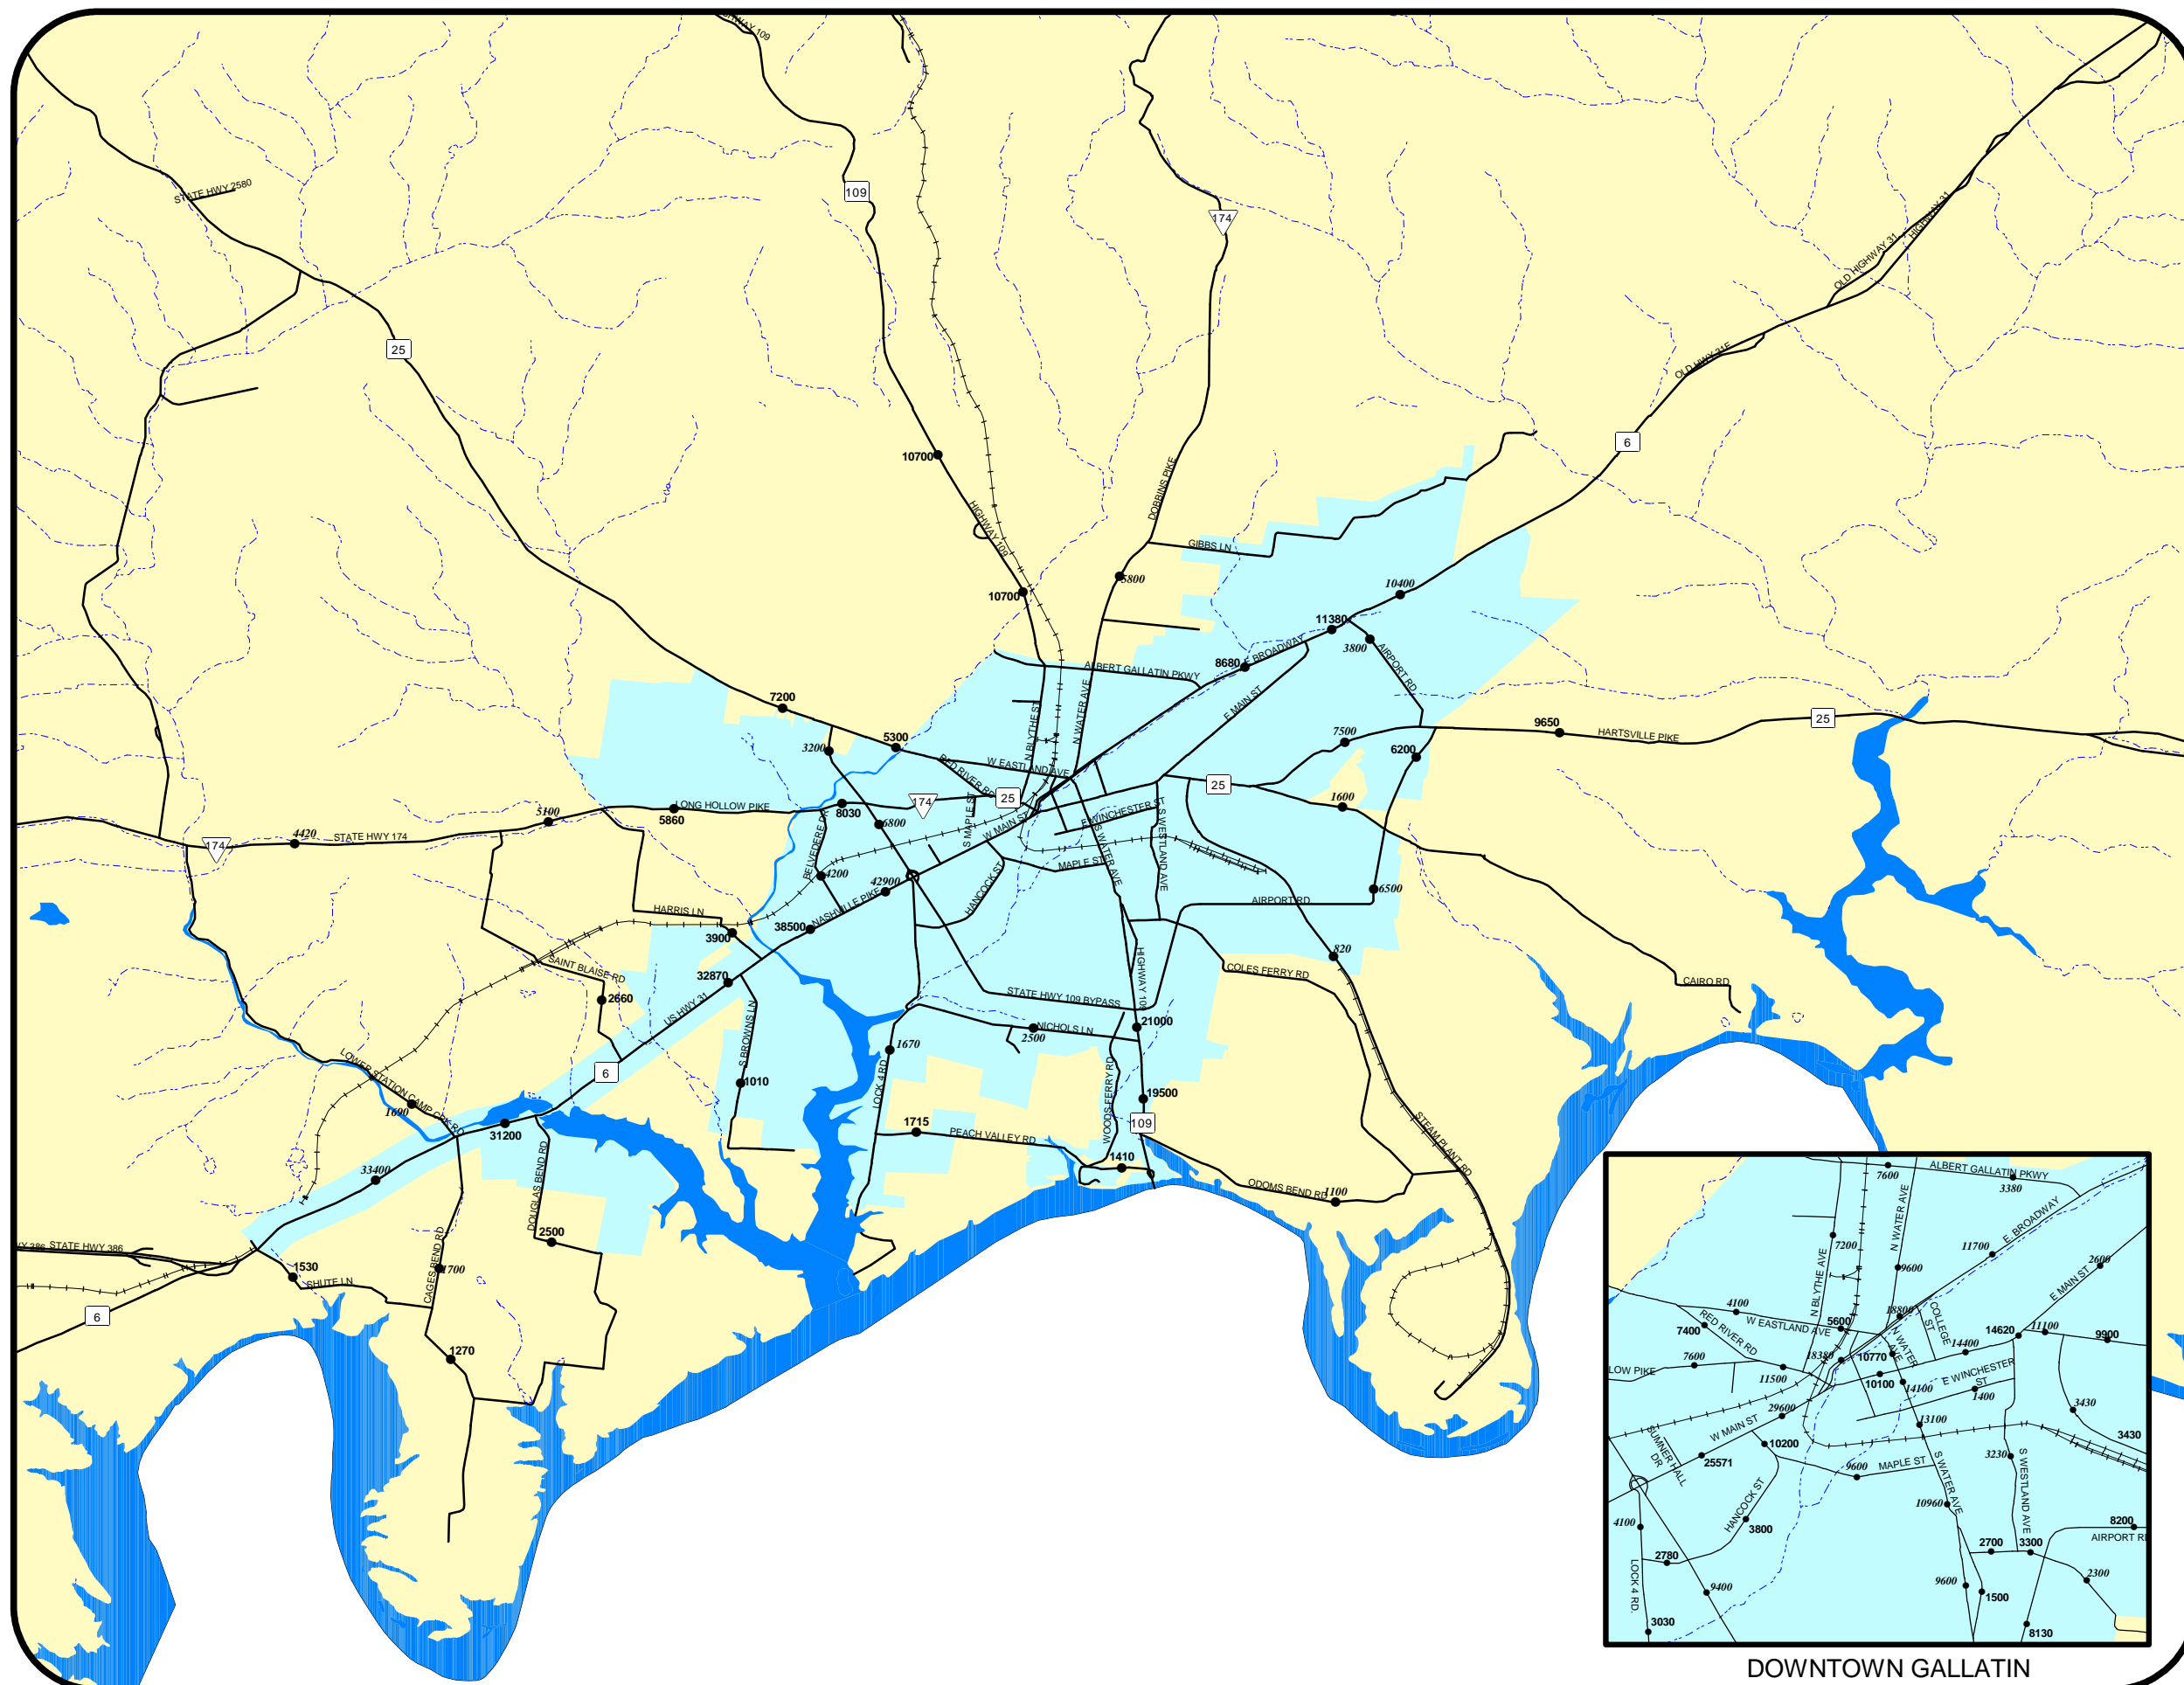 HIGHWAY 109
STATE HWY 2580
109
174
HIGHWAY 31
OLD HIGHWAY 31
25
OLD HWY 31E
6
10700
DOBBINS PIKE
HIGHWAY 109
GIBBS LN
5800
10400
10700
11380
3800
E BROADWAY
8680
ALBERT GALLATIN PKWY
AIRPORT RD
7200
E MAIN ST
N WATER AVE
N BLYTHE ST
25
9650
HARTSVILLE PIKE
7500
5300
3200
6200
W EASTLAND AVE
RED RIVER RD
25
174
25
1600
LONG HOLLOW PIKE
5860
5100
8030
6800
S MAPLE ST
W MAIN ST
E WINCHESTER ST
S WATER AVE
S WESTLAND AVE
4420
STATE HWY 174
174
BELVEDERE DR
4200
MAPLE ST
42900
HANCOCK ST
6500
NASHVILLE PIKE
AIRPORT RD
HARRIS LN
38500
3900
820
SAINT BLAISE RD
32870
COLES FERRY RD
CAIRO RD
HIGHWAY 109
STATE HWY 109 BYPASS
2660
US HWY 31
21000
NICHOLS LN
2500
S BROWNS LN
1670
LOWER STATION CAMP CRK RD
6
1010
LOCK 4 RD
WOODS FERRY RD
19500
1690
109
1715
PEACH VALLEY RD
STEAM PLANT RD
31200
1410
33400
DOUGLAS BEND RD
ODOMS BEND RD
1100
2500
STATE HWY 386
1530
SHUTE LN
CAGES BEND RD
1700
6
1270
ALBERT GALLATIN PKWY
7600
3380
N WATER AVE
E. BROADWAY
7200
11700
2600
9600
E MAIN ST
N BLYTHE AVE
4100
18800
COLLEGE ST
RED RIVER RD
7400
W EASTLAND AVE
5600
N WATER AVE
14620
11100
9900
14400
7600
18380
10770
LOW PIKE
11500
10100
14100
E WINCHESTER ST
1400
29600
3430
13100
W MAIN ST
SUMNER HALL DR
10200
3430
25571
9600
MAPLE ST
3230
S WESTLAND AVE
S WATER AVE
HANCOCK ST
10960
4100
3800
8200
AIRPORT R
2780
2700
3300
LOCK 4 RD.
9400
9600
1500
2300
3030
8130
DOWNTOWN GALLATIN